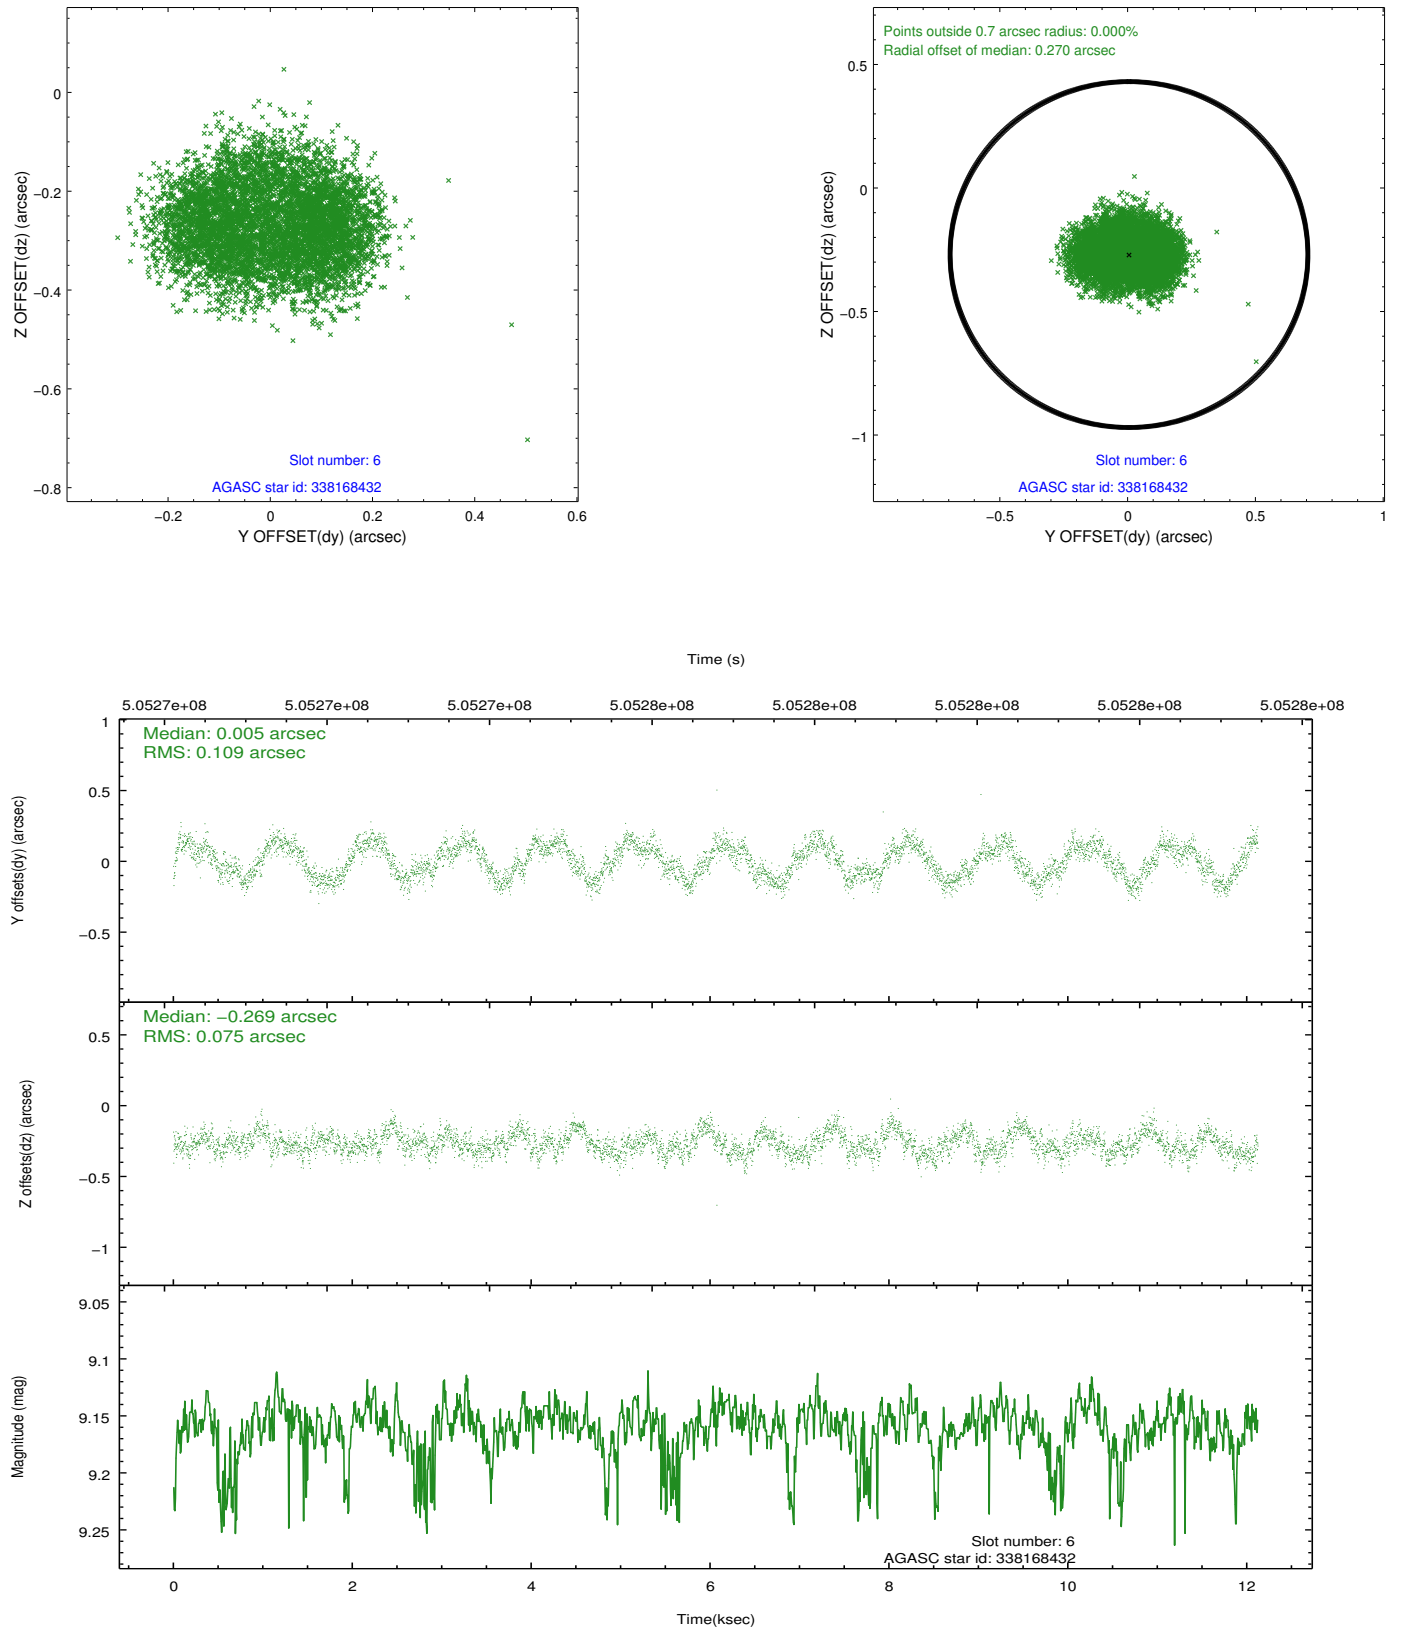 0
−0.2
−0.4
−0.6
−0.8
Z OFFSET(dz) (arcsec)
Slot number: 6
AGASC star id: 338168432
−0.2 0 0.2 0.4 0.6
Y OFFSET(dy) (arcsec)
Points outside 0.7 arcsec radius: 0.000%
Radial offset of median: 0.270 arcsec
0.5
0
−0.5
−1
Z OFFSET(dz) (arcsec)
Slot number: 6
AGASC star id: 338168432
−0.5 0 0.5 1
Y OFFSET(dy) (arcsec)
Time (s)
5.0527e+08 5.0527e+08 5.0527e+08 5.0528e+08 5.0528e+08 5.0528e+08 5.0528e+08 5.0528e+08
Median: 0.005 arcsec
RMS: 0.109 arcsec
1
0.5
0
−0.5
Y offsets(dy) (arcsec)
Median: −0.269 arcsec
RMS: 0.075 arcsec
0.5
0
−0.5
−1
Z offsets(dz) (arcsec)
9.05
9.1
9.15
9.2
9.25
Magnitude (mag)
Slot number: 6
AGASC star id: 338168432
0 2 4 6 8 10 12
Time(ksec)